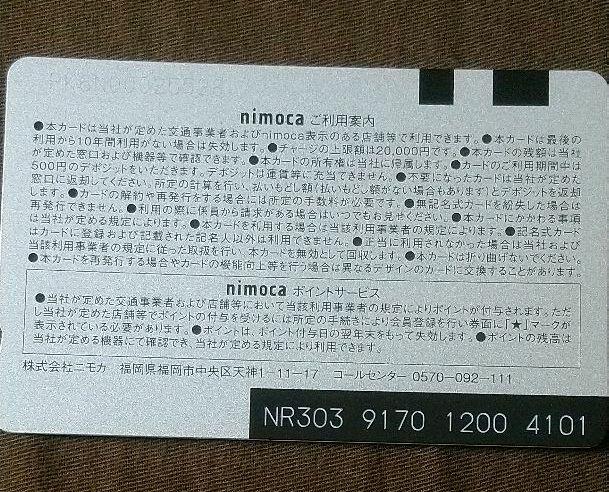 nimoca ご利用案内
●本カードは当社が定めた交通事業者およびnimoca表示のある店舗等で利用できます。●本カードは最後の
利用から10年間利用がない場合は失効します。●チャージの上限額は20,000円です。●本カードの残額は当社
が定めた窓口および機器等で確認できます。●本カードの所有権は当社に帰属します。●カードのご利用期間中は
500円のデポジットをいただきます。デポジットは運賃等に充当できません。●不要になったカードは当社が定めた
窓口に返却してください。所定の計算を行い、払いもどし額(払いもどし額がない場合もあります)とデポジットを返却
します。●カードの解約や再発行をする場合には所定の手数料が必要です。●無記名式カードを紛失した場合は
再発行できません。●利用の際に係員から請求がある場合はいつでもお見せください。●本カードにかかわる事項
は当社が定める規定によります。●本カードを利用する場合は当該利用事業者の規定によります。●記名式カード
はカードに登録および記載された記名人以外は利用できません。●正当に利用されなかった場合は当社および
当該利用事業者の規定に従った取扱を行い、本カードを無効として回収します。●本カードは折り曲げないでください。
●本カードを再発行する場合やカードの機能向上等を行う場合は異なるデザインのカードに交換することがあります。
nimoca ポイントサービス
●当社が定めた交通事業者および店舗等において当該利用事業者の規定によりポイントが付与されます。ただ
し当社が定めた店舗等でポイントの付与を受けるには所定の手続きにより会員登録を行い券面に「★」マークが
表示されている必要があります。●ポイントは、ポイント付与日の翌年末をもって失効します。●ポイントの残高は
当社が定める機器にて確認でき、当社が定める規定により利用できます。
株式会社ニモカ 福岡県福岡市中央区天神1-11-17 コールセンター 0570-092-111
NR303 9170 1200 4101